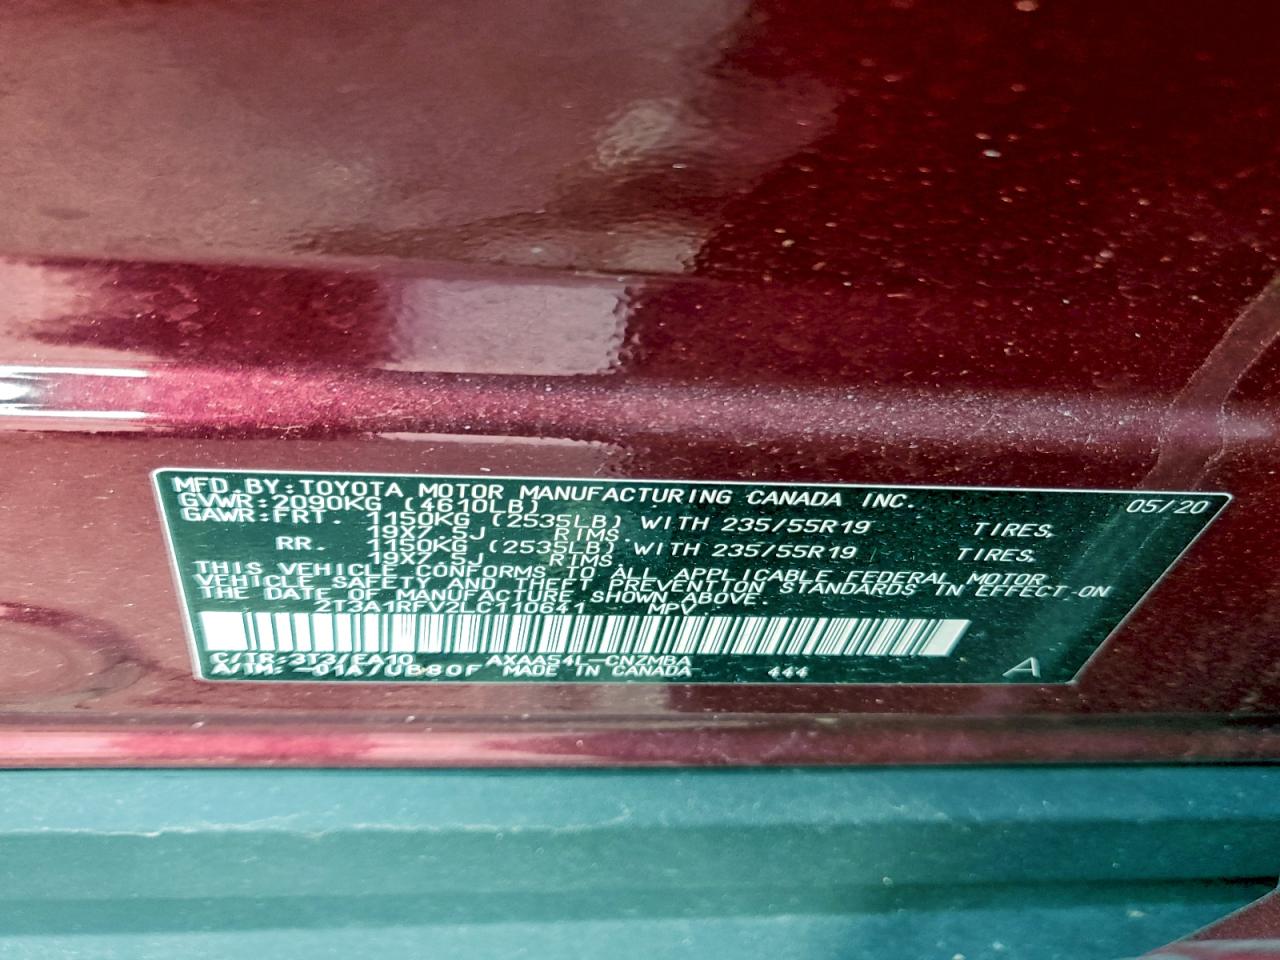 MFD.BY:TOYOTA MOTOR MANUFACTURING CANADA INC. 05/20
GVWR:2090KG (4610LB)
GAWR:FRT. 1150KG (2535LB) WITH 235/55R19 TIRES,
19X7.5J RIMS.
RR. 1150KG (2535LB) WITH 235/55R19 TIRES,
19X7.5J RIMS
THIS VEHICLE CONFORMS TO ALL APPLICABLE FEDERAL MOTOR
VEHICLE SAFETY AND THEFT PREVENTION STANDARDS IN EFFECT ON
THE DATE OF MANUFACTURE SHOWN ABOVE.
2T3A1RFV2LC110641 MPV
C/TR:3T3/EA10 AXAA54L-CNZMBA
A/TM: -01A/UB80F MADE IN CANADA 444 A